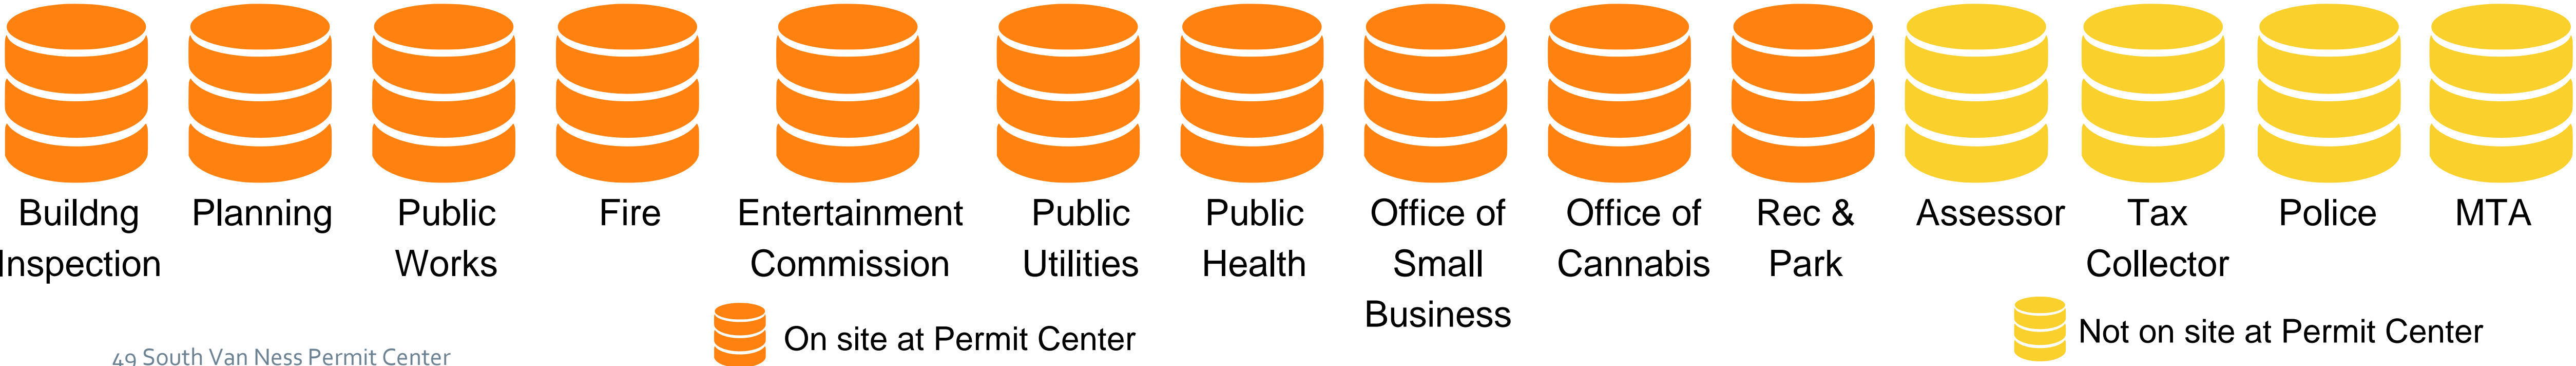 Buildng
Inspection
Planning
Public
Works
Fire
Entertainment
Commission
Public
Utilities
Public
Health
Office of
Small
Business
Office of
Cannabis
Rec &
Park
Assessor
Tax
Collector
Police
MTA
On site at Permit Center
Not on site at Permit Center
49 South Van Ness Permit Center